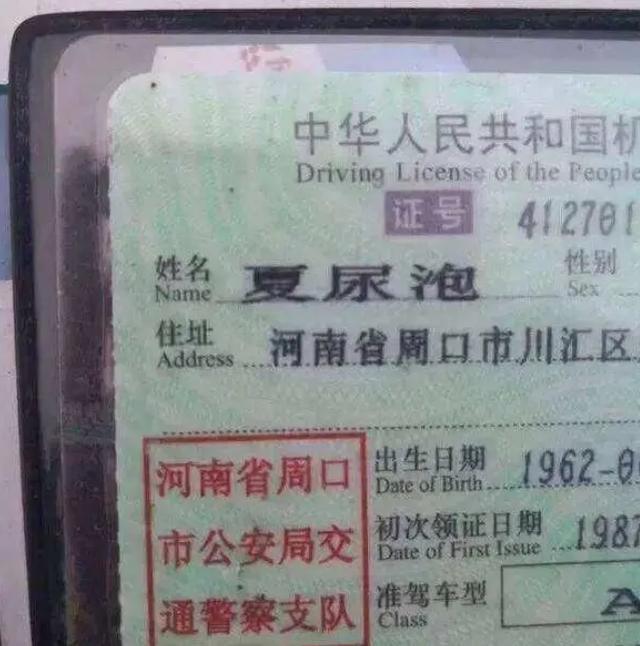 中华人民共和国机
Driving License of the People
证号 412701
姓名 夏尿泡 性别
Name Sex
住址 河南省周口市川汇区
Address
河南省周口
市公安局交
通警察支队
出生日期 1962-0
Date of Birth
初次领证日期 1987
Date of First Issue
准驾车型 A
Class